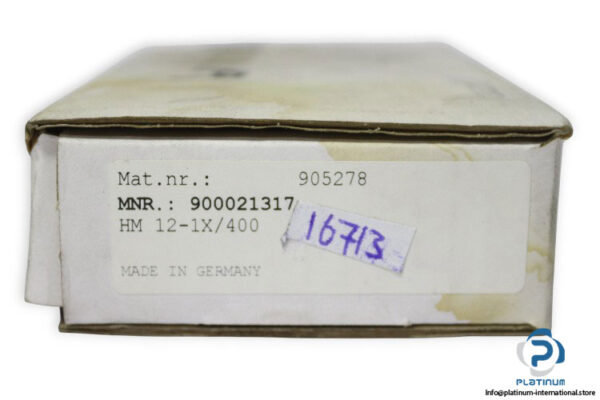 Mat.nr.: 905278
MNR.: 900021317
HM 12-1X/400
16713
MADE IN GERMANY
PLATINUM
Info@platinum-international.store